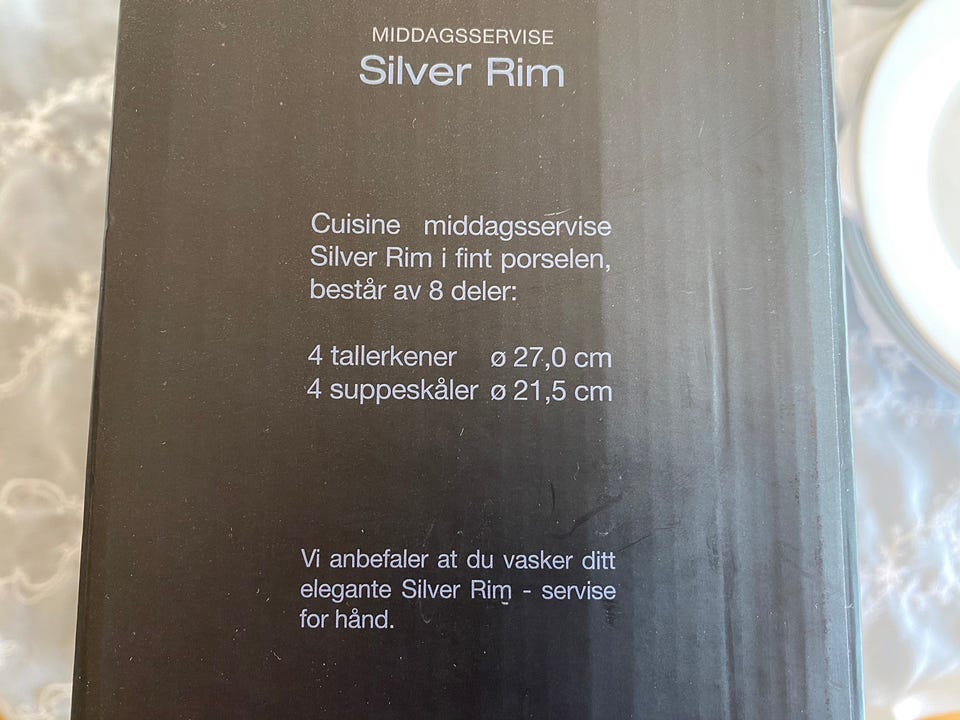 MIDDAGSSERVISE
Silver Rim
Cuisine middagsservise
Silver Rim i fint porselen,
består av 8 deler:
4 tallerkener ø 27,0 cm
4 suppeskåler ø 21,5 cm
Vi anbefaler at du vasker ditt
elegante Silver Rim - servise
for hånd.